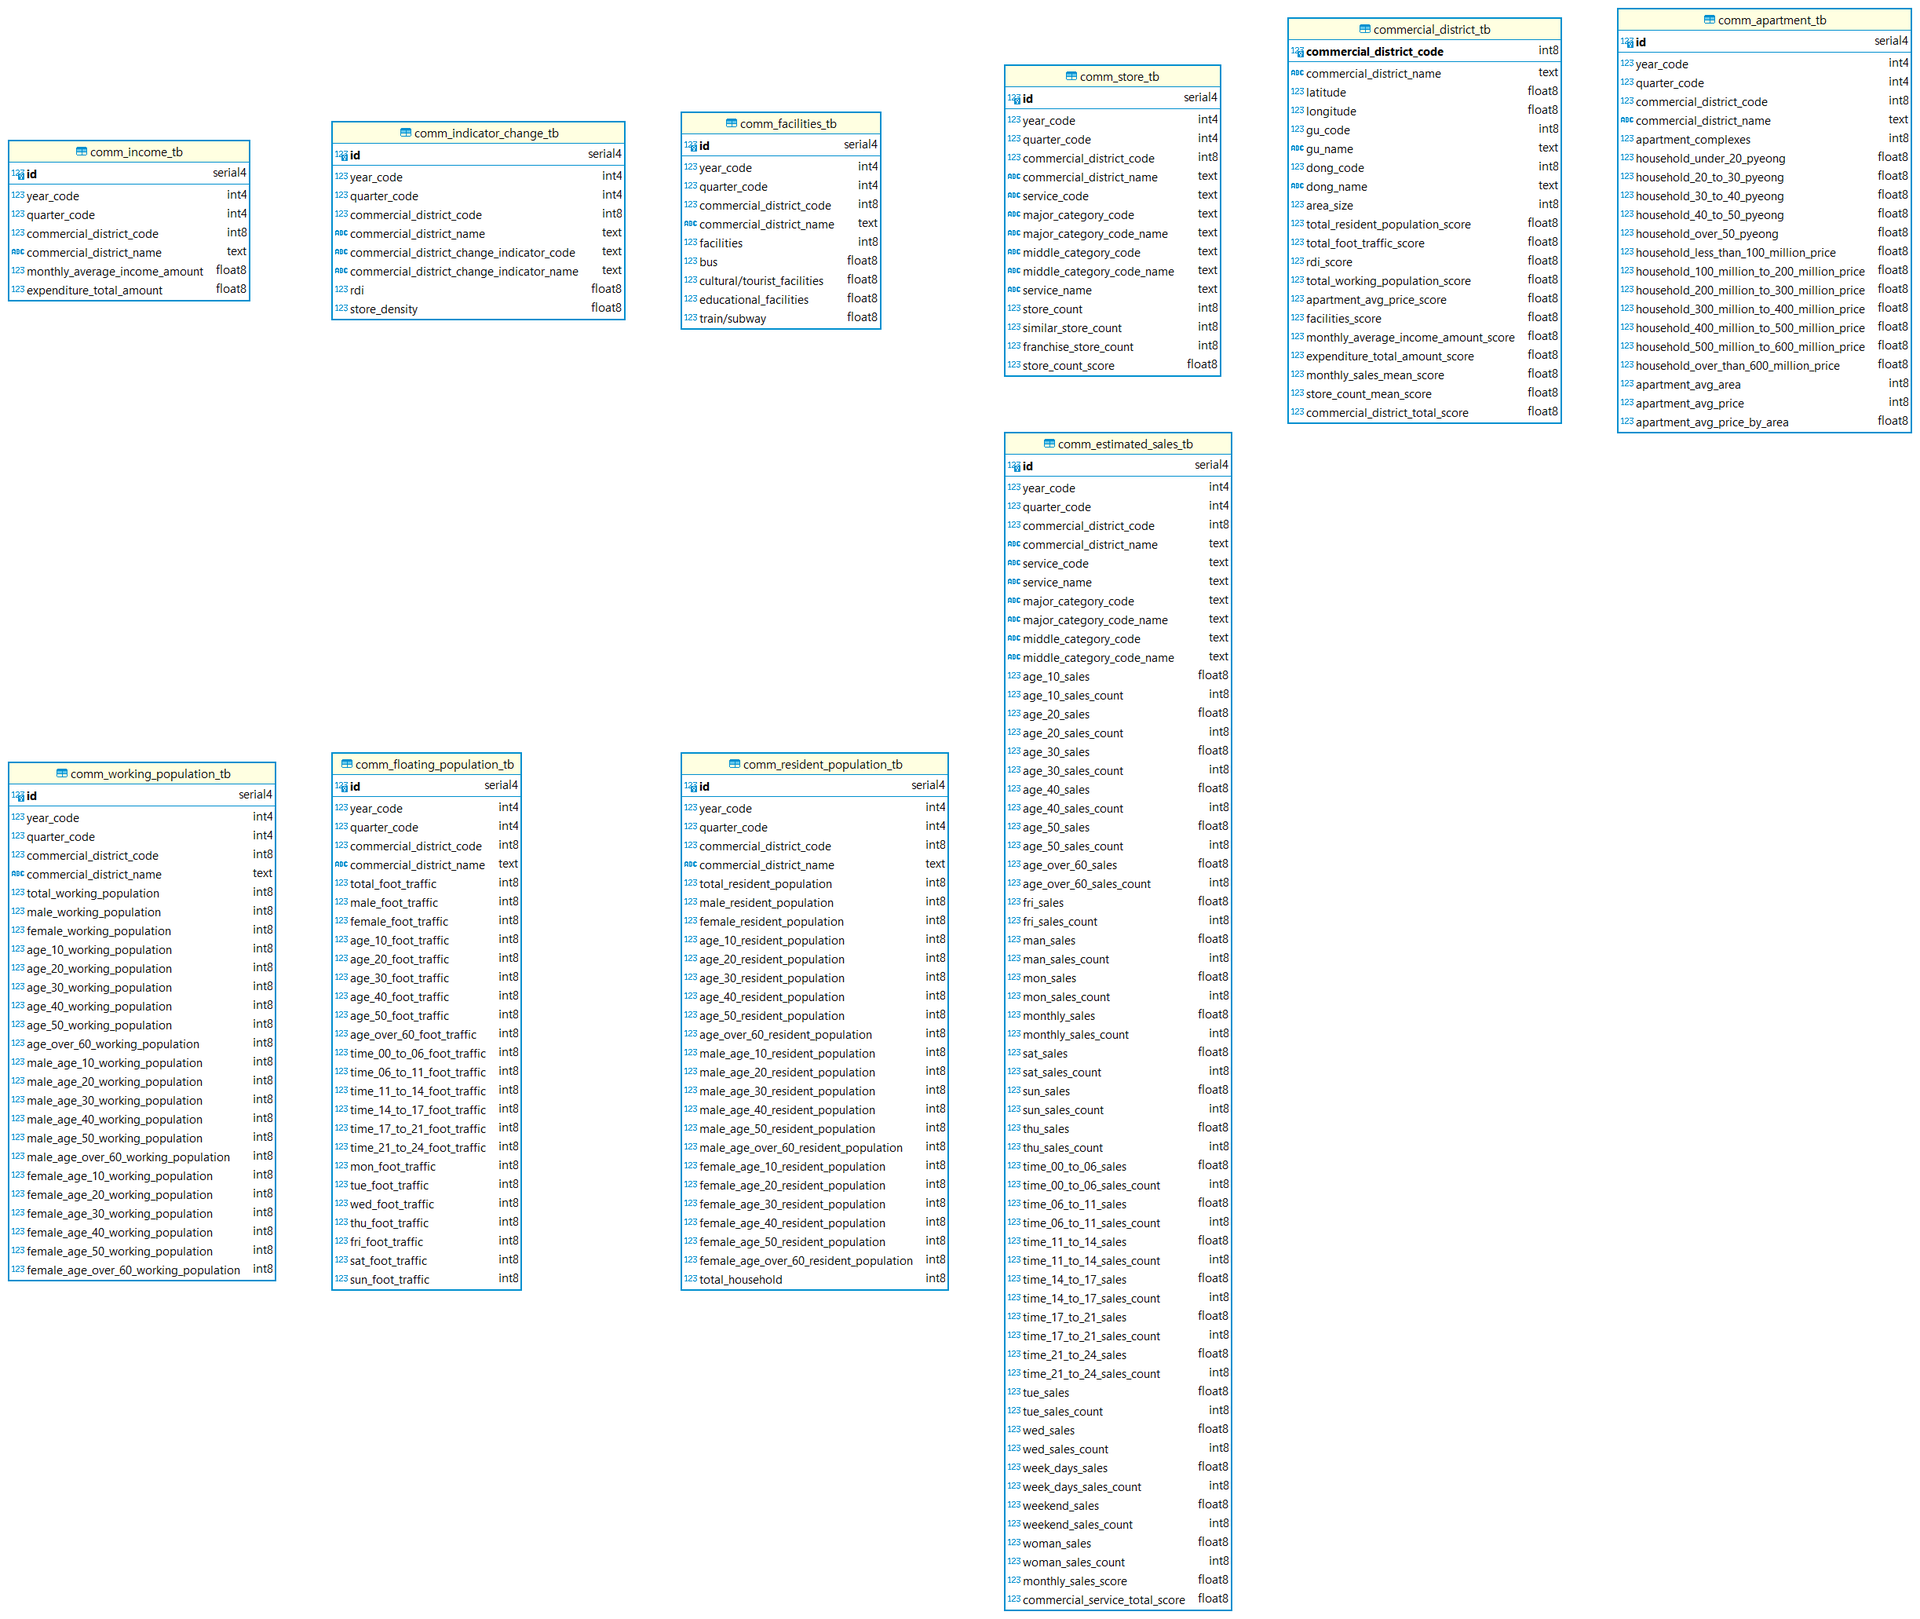 comm_income_tb
id serial4
year_code int4
quarter_code int4
commercial_district_code int8
commercial_district_name text
monthly_average_income_amount float8
expenditure_total_amount float8
comm_indicator_change_tb
id serial4
year_code int4
quarter_code int4
commercial_district_code int8
commercial_district_name text
commercial_district_change_indicator_code text
commercial_district_change_indicator_name text
rdi float8
store_density float8
comm_facilities_tb
id serial4
year_code int4
quarter_code int4
commercial_district_code int8
commercial_district_name text
facilities int8
bus float8
cultural/tourist_facilities float8
educational_facilities float8
train/subway float8
comm_store_tb
id serial4
year_code int4
quarter_code int4
commercial_district_code int8
commercial_district_name text
service_code text
major_category_code text
major_category_code_name text
middle_category_code text
middle_category_code_name text
service_name text
store_count int8
similar_store_count int8
franchise_store_count int8
store_count_score float8
commercial_district_tb
commercial_district_code int8
commercial_district_name text
latitude float8
longitude float8
gu_code int8
gu_name text
dong_code int8
dong_name text
area_size int8
total_resident_population_score float8
total_foot_traffic_score float8
rdi_score float8
total_working_population_score float8
apartment_avg_price_score float8
facilities_score float8
monthly_average_income_amount_score float8
expenditure_total_amount_score float8
monthly_sales_mean_score float8
store_count_mean_score float8
commercial_district_total_score float8
comm_apartment_tb
id serial4
year_code int4
quarter_code int4
commercial_district_code int8
commercial_district_name text
apartment_complexes int8
household_under_20_pyeong float8
household_20_to_30_pyeong float8
household_30_to_40_pyeong float8
household_40_to_50_pyeong float8
household_over_50_pyeong float8
household_less_than_100_million_price float8
household_100_million_to_200_million_price float8
household_200_million_to_300_million_price float8
household_300_million_to_400_million_price float8
household_400_million_to_500_million_price float8
household_500_million_to_600_million_price float8
household_over_than_600_million_price float8
apartment_avg_area int8
apartment_avg_price int8
apartment_avg_price_by_area float8
comm_working_population_tb
id serial4
year_code int4
quarter_code int4
commercial_district_code int8
commercial_district_name text
total_working_population int8
male_working_population int8
female_working_population int8
age_10_working_population int8
age_20_working_population int8
age_30_working_population int8
age_40_working_population int8
age_50_working_population int8
age_over_60_working_population int8
male_age_10_working_population int8
male_age_20_working_population int8
male_age_30_working_population int8
male_age_40_working_population int8
male_age_50_working_population int8
male_age_over_60_working_population int8
female_age_10_working_population int8
female_age_20_working_population int8
female_age_30_working_population int8
female_age_40_working_population int8
female_age_50_working_population int8
female_age_over_60_working_population int8
comm_floating_population_tb
id serial4
year_code int4
quarter_code int4
commercial_district_code int8
commercial_district_name text
total_foot_traffic int8
male_foot_traffic int8
female_foot_traffic int8
age_10_foot_traffic int8
age_20_foot_traffic int8
age_30_foot_traffic int8
age_40_foot_traffic int8
age_50_foot_traffic int8
age_over_60_foot_traffic int8
time_00_to_06_foot_traffic int8
time_06_to_11_foot_traffic int8
time_11_to_14_foot_traffic int8
time_14_to_17_foot_traffic int8
time_17_to_21_foot_traffic int8
time_21_to_24_foot_traffic int8
mon_foot_traffic int8
tue_foot_traffic int8
wed_foot_traffic int8
thu_foot_traffic int8
fri_foot_traffic int8
sat_foot_traffic int8
sun_foot_traffic int8
comm_resident_population_tb
id serial4
year_code int4
quarter_code int4
commercial_district_code int8
commercial_district_name text
total_resident_population int8
male_resident_population int8
female_resident_population int8
age_10_resident_population int8
age_20_resident_population int8
age_30_resident_population int8
age_40_resident_population int8
age_50_resident_population int8
age_over_60_resident_population int8
male_age_10_resident_population int8
male_age_20_resident_population int8
male_age_30_resident_population int8
male_age_40_resident_population int8
male_age_50_resident_population int8
male_age_over_60_resident_population int8
female_age_10_resident_population int8
female_age_20_resident_population int8
female_age_30_resident_population int8
female_age_40_resident_population int8
female_age_50_resident_population int8
female_age_over_60_resident_population int8
total_household int8
comm_estimated_sales_tb
id serial4
year_code int4
quarter_code int4
commercial_district_code int8
commercial_district_name text
service_code text
service_name text
major_category_code text
major_category_code_name text
middle_category_code text
middle_category_code_name text
age_10_sales float8
age_10_sales_count int8
age_20_sales float8
age_20_sales_count int8
age_30_sales float8
age_30_sales_count int8
age_40_sales float8
age_40_sales_count int8
age_50_sales float8
age_50_sales_count int8
age_over_60_sales float8
age_over_60_sales_count int8
fri_sales float8
fri_sales_count int8
man_sales float8
man_sales_count int8
mon_sales float8
mon_sales_count int8
monthly_sales float8
monthly_sales_count int8
sat_sales float8
sat_sales_count int8
sun_sales float8
sun_sales_count int8
thu_sales float8
thu_sales_count int8
time_00_to_06_sales float8
time_00_to_06_sales_count int8
time_06_to_11_sales float8
time_06_to_11_sales_count int8
time_11_to_14_sales float8
time_11_to_14_sales_count int8
time_14_to_17_sales float8
time_14_to_17_sales_count int8
time_17_to_21_sales float8
time_17_to_21_sales_count int8
time_21_to_24_sales float8
time_21_to_24_sales_count int8
tue_sales float8
tue_sales_count int8
wed_sales float8
wed_sales_count int8
week_days_sales float8
week_days_sales_count int8
weekend_sales float8
weekend_sales_count int8
woman_sales float8
woman_sales_count int8
monthly_sales_score float8
commercial_service_total_score float8